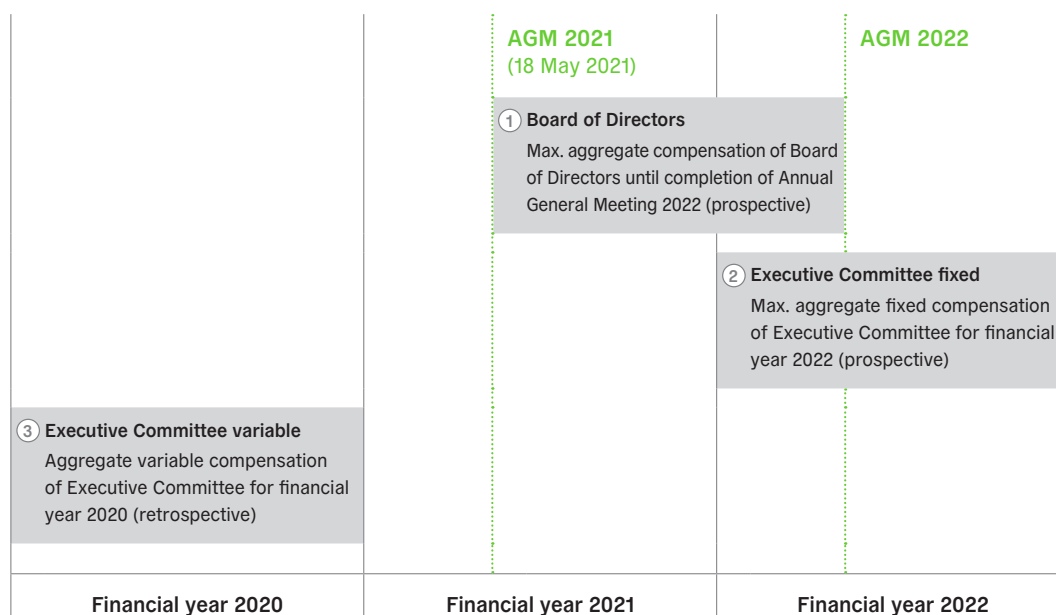 AGM 2021
(18 May 2021)
AGM 2022
1 Board of Directors
Max. aggregate compensation of Board
of Directors until completion of Annual
General Meeting 2022 (prospective)
2 Executive Committee fixed
Max. aggregate fixed compensation
of Executive Committee for financial
year 2022 (prospective)
3 Executive Committee variable
Aggregate variable compensation
of Executive Committee for financial
year 2020 (retrospective)
Financial year 2020
Financial year 2021
Financial year 2022